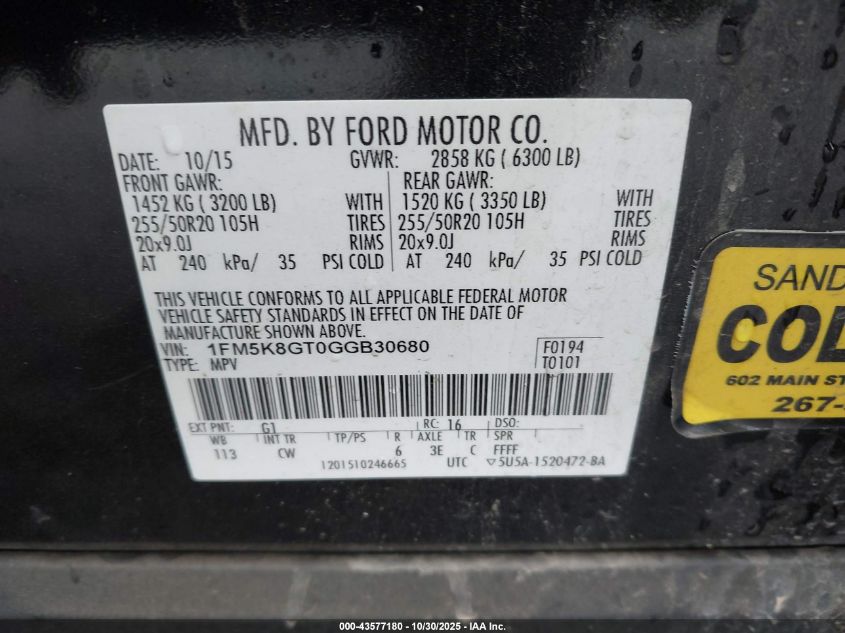 MFD. BY FORD MOTOR CO.
DATE: 10/15 GVWR: 2858 KG ( 6300 LB)
FRONT GAWR: REAR GAWR:
1452 KG ( 3200 LB) WITH 1520 KG ( 3350 LB) WITH
255/50R20 105H TIRES 255/50R20 105H TIRES
20x9.0J RIMS 20x9.0J RIMS
AT 240 kPa/ 35 PSI COLD AT 240 kPa/ 35 PSI COLD
THIS VEHICLE CONFORMS TO ALL APPLICABLE FEDERAL MOTOR
VEHICLE SAFETY STANDARDS IN EFFECT ON THE DATE OF
MANUFACTURE SHOWN ABOVE.
VIN: 1FM5K8GT0GGB30680 F0194
TYPE: MPV T0101
EXT PNT: G1 RC: 16 DSO:
WB INT TR TP/PS R AXLE TR SPR
113 CW 6 3E C FFFF
1201510246665 UTC ▽5U5A-1520472-BA
SAND
COD
602 MAIN ST
267-
000-43577180 / 10/30/2025 - IAA Inc.